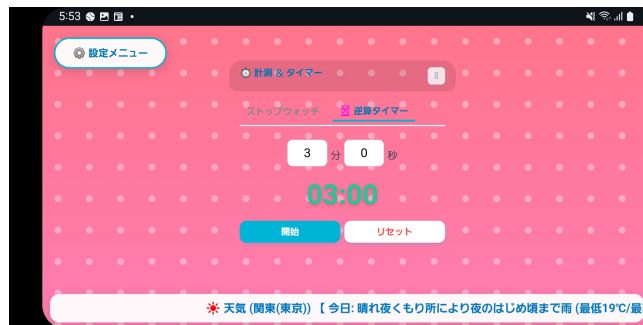 5:53
設定メニュー
計測 & タイマー
ストップウォッチ
逆算タイマー
3 分 0 秒
03:00
開始
リセット
天気 (関東(東京)) 【 今日: 晴れ夜くもり所により夜のはじめ頃まで雨 (最低19℃/最